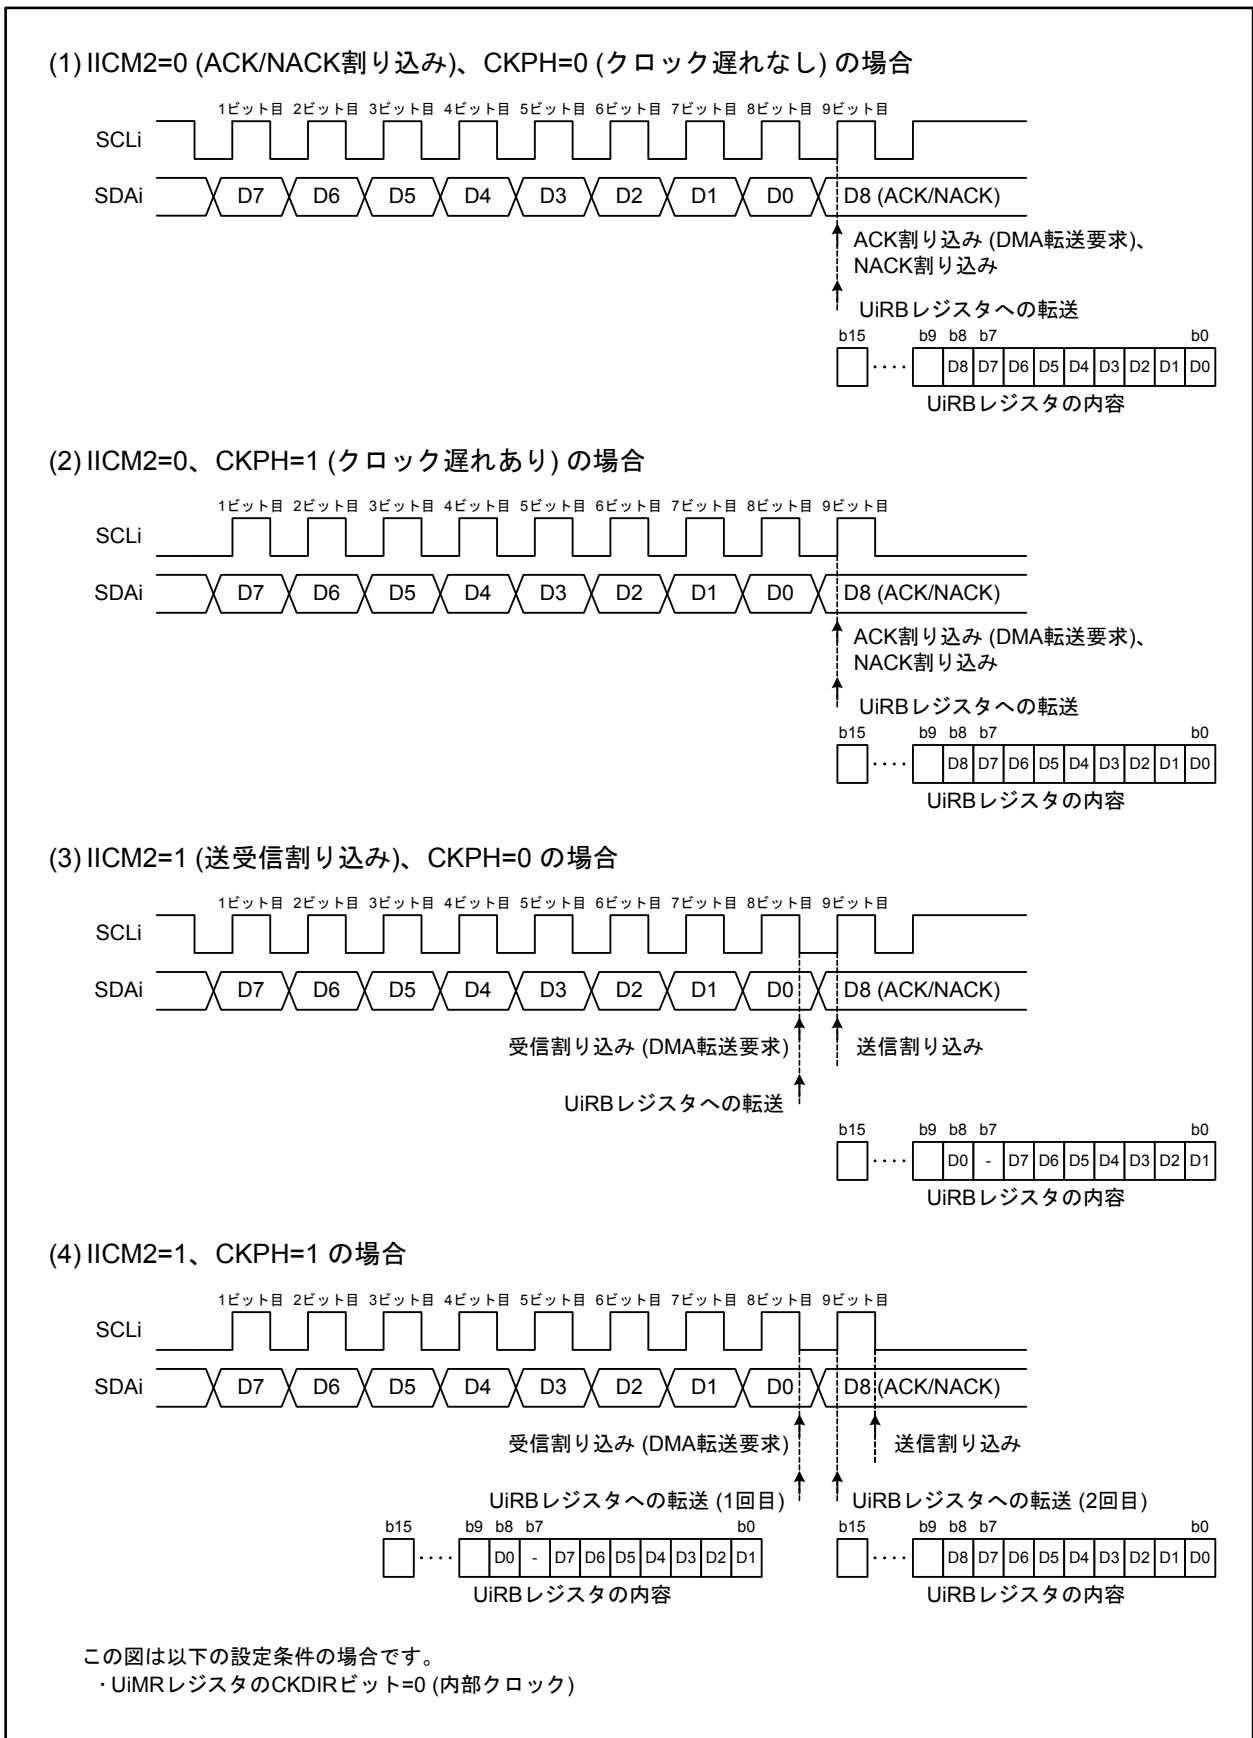 (1) IICM2=0 (ACK/NACK割り込み)、CKPH=0 (クロック遅れなし) の場合
1ビット目 2ビット目 3ビット目 4ビット目 5ビット目 6ビット目 7ビット目 8ビット目 9ビット目
SCLi
SDAi D7 D6 D5 D4 D3 D2 D1 D0 D8 (ACK/NACK)
ACK割り込み (DMA転送要求)、
NACK割り込み
UiRBレジスタへの転送
b15 b9 b8 b7 b0
···· D8 D7 D6 D5 D4 D3 D2 D1 D0
UiRBレジスタの内容
(2) IICM2=0、CKPH=1 (クロック遅れあり) の場合
1ビット目 2ビット目 3ビット目 4ビット目 5ビット目 6ビット目 7ビット目 8ビット目 9ビット目
SCLi
SDAi D7 D6 D5 D4 D3 D2 D1 D0 D8 (ACK/NACK)
ACK割り込み (DMA転送要求)、
NACK割り込み
UiRBレジスタへの転送
b15 b9 b8 b7 b0
···· D8 D7 D6 D5 D4 D3 D2 D1 D0
UiRBレジスタの内容
(3) IICM2=1 (送受信割り込み)、CKPH=0 の場合
1ビット目 2ビット目 3ビット目 4ビット目 5ビット目 6ビット目 7ビット目 8ビット目 9ビット目
SCLi
SDAi D7 D6 D5 D4 D3 D2 D1 D0 D8 (ACK/NACK)
受信割り込み (DMA転送要求) 送信割り込み
UiRBレジスタへの転送
b15 b9 b8 b7 b0
···· D0 - D7 D6 D5 D4 D3 D2 D1
UiRBレジスタの内容
(4) IICM2=1、CKPH=1 の場合
1ビット目 2ビット目 3ビット目 4ビット目 5ビット目 6ビット目 7ビット目 8ビット目 9ビット目
SCLi
SDAi D7 D6 D5 D4 D3 D2 D1 D0 D8 (ACK/NACK)
受信割り込み (DMA転送要求) 送信割り込み
UiRBレジスタへの転送 (1回目) UiRBレジスタへの転送 (2回目)
b15 b9 b8 b7 b0 b15 b9 b8 b7 b0
···· D0 - D7 D6 D5 D4 D3 D2 D1 ···· D8 D7 D6 D5 D4 D3 D2 D1 D0
UiRBレジスタの内容 UiRBレジスタの内容
この図は以下の設定条件の場合です。
・UiMRレジスタのCKDIRビット=0 (内部クロック)